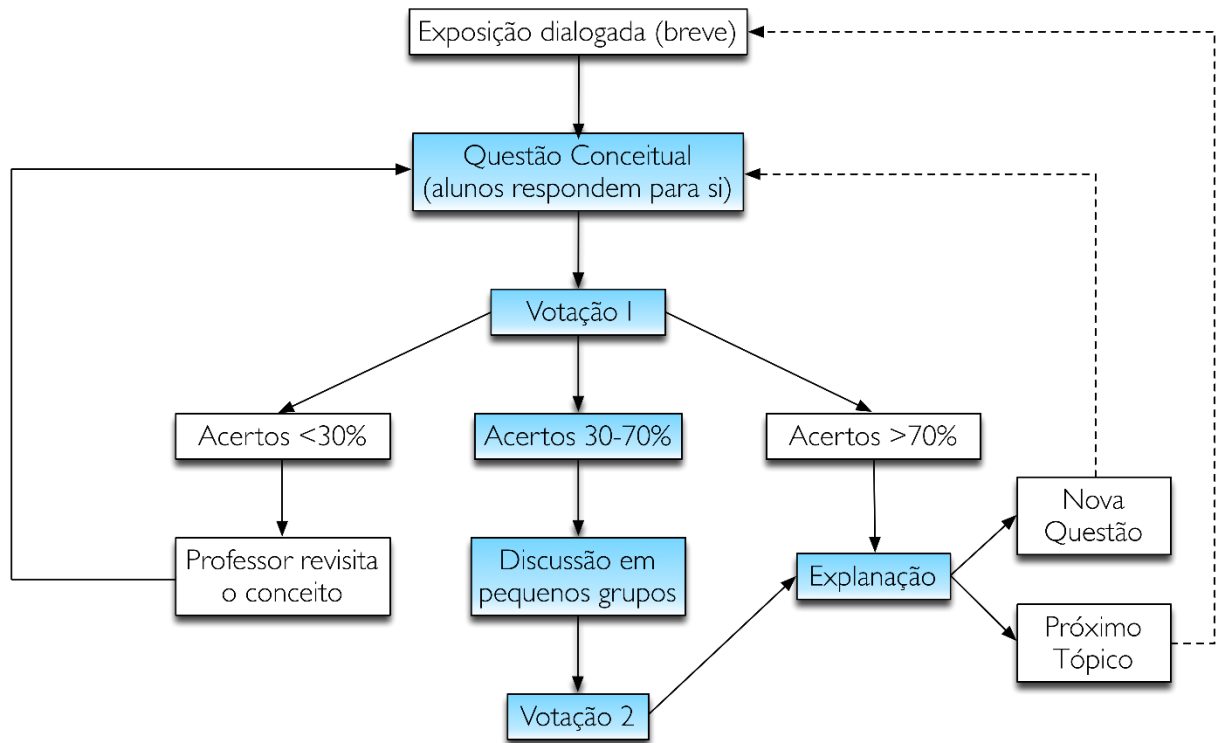 Exposição dialogada (breve)
Questão Conceitual
(alunos respondem para si)
Votação 1
Acertos <30%
Acertos 30-70%
Acertos >70%
Professor revisita
o conceito
Discussão em
pequenos grupos
Explanação
Nova
Questão
Próximo
Tópico
Votação 2